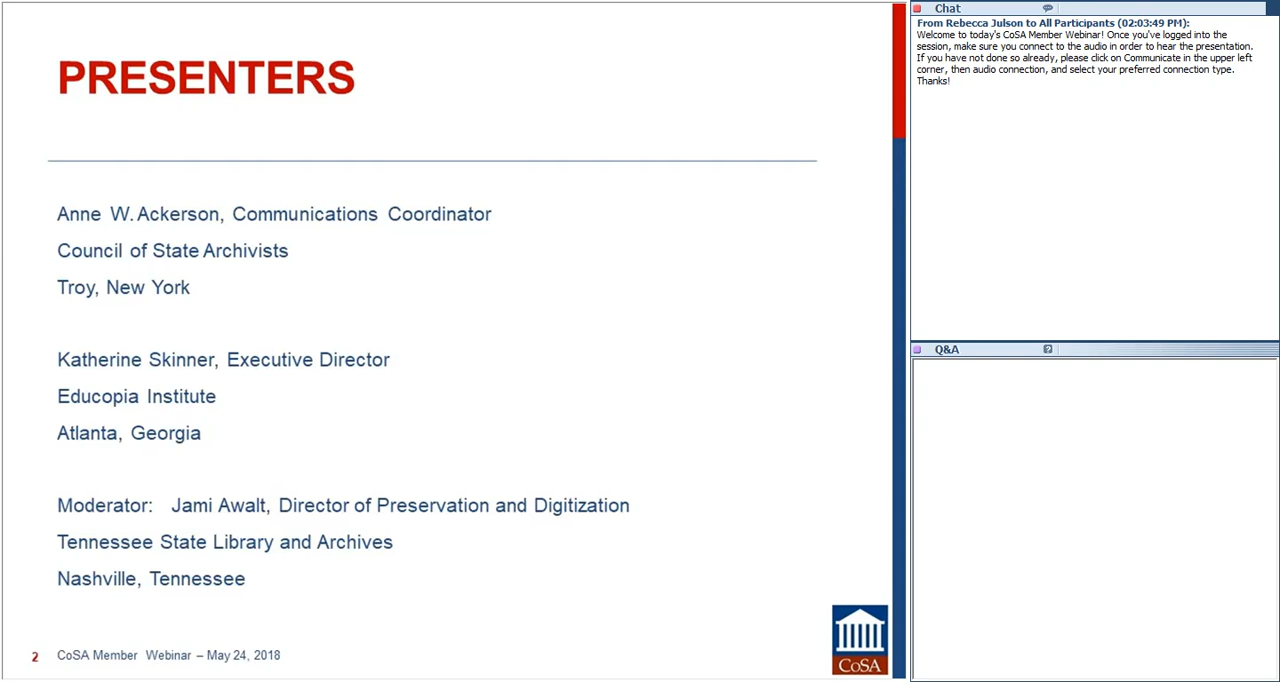 PRESENTERS
Anne W. Ackerson, Communications Coordinator
Council of State Archivists
Troy, New York
Katherine Skinner, Executive Director
Educopia Institute
Atlanta, Georgia
Moderator: Jami Awalt, Director of Preservation and Digitization
Tennessee State Library and Archives
Nashville, Tennessee
2 CoSA Member Webinar – May 24, 2018
CoSA
Chat
From Rebecca Julson to All Participants (02:03:49 PM):
Welcome to today's CoSA Member Webinar! Once you've logged into the
session, make sure you connect to the audio in order to hear the presentation.
If you have not done so already, please click on Communicate in the upper left
corner, then audio connection, and select your preferred connection type.
Thanks!
Q&A